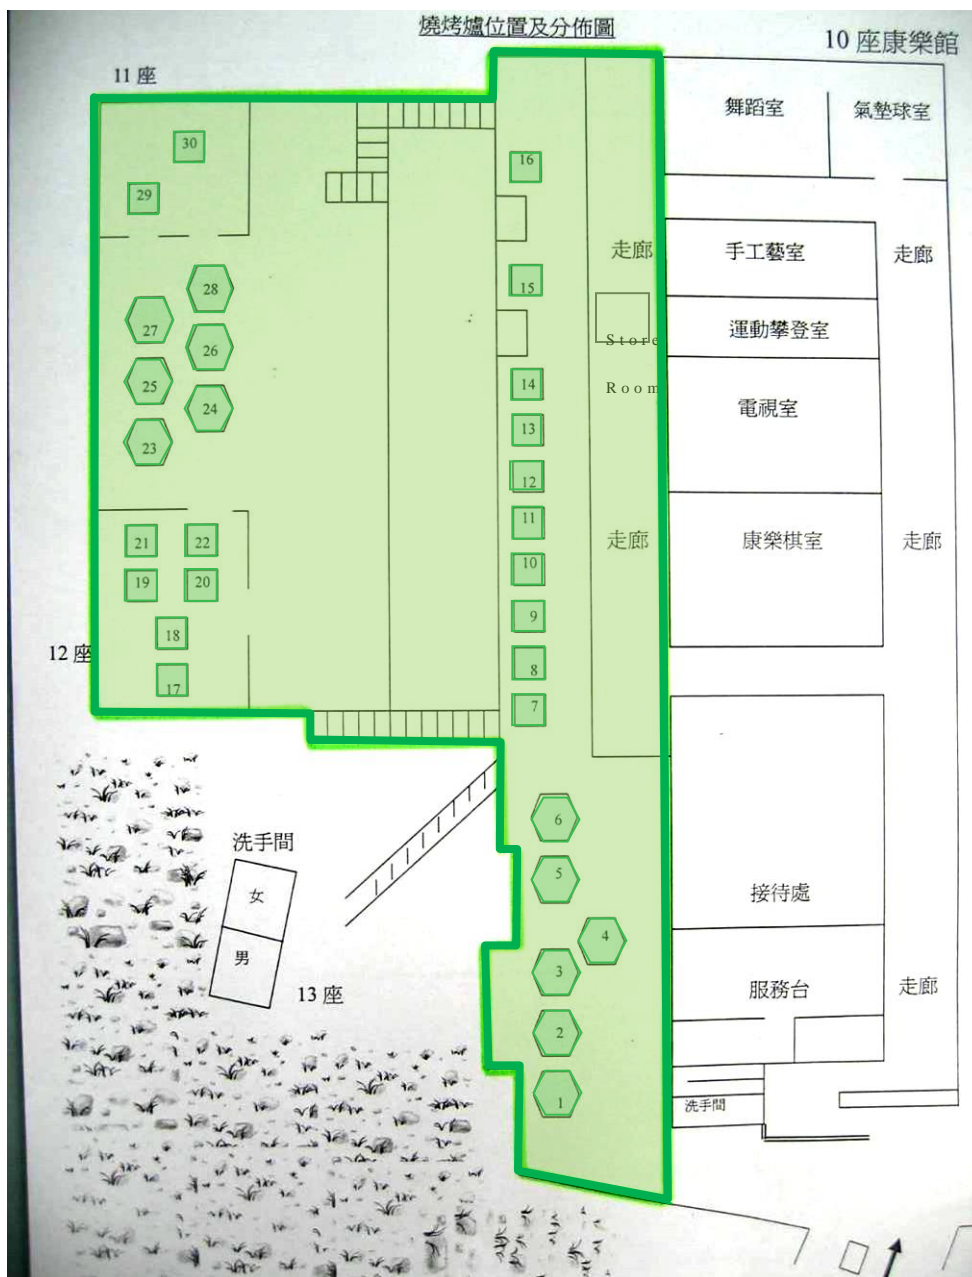 燒烤爐位置及分佈圖
10 座康樂館
11 座
舞蹈室
氣墊球室
30
16
29
走廊
手工藝室
走廊
28
15
27
運動攀登室
Store
26
Room
25
14
24
電視室
13
23
12
11
21
22
走廊
康樂棋室
走廊
10
19
20
9
18
12 座
8
17
7
6
洗手間
5
女
接待處
4
男
3
13 座
服務台
走廊
2
1
洗手間